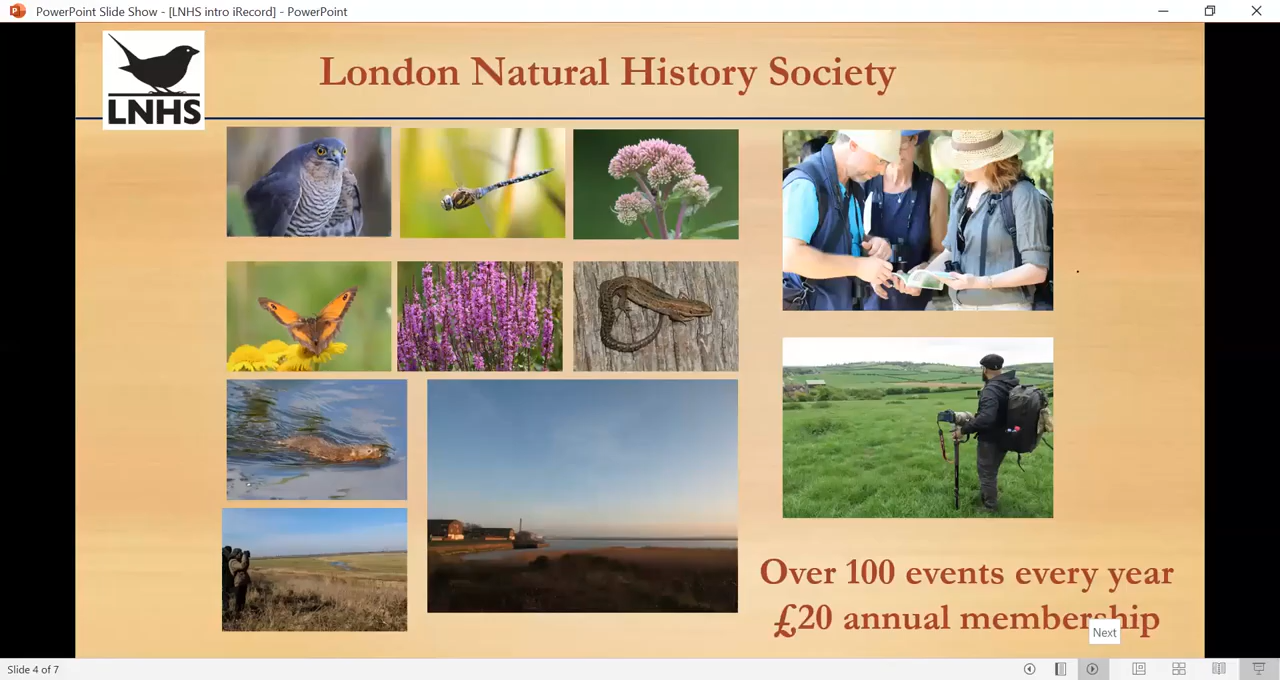 PowerPoint Slide Show - [LNHS intro iRecord] - PowerPoint
London Natural History Society
LNHS
Over 100 events every year
£20 annual membership
Next
Slide 4 of 7